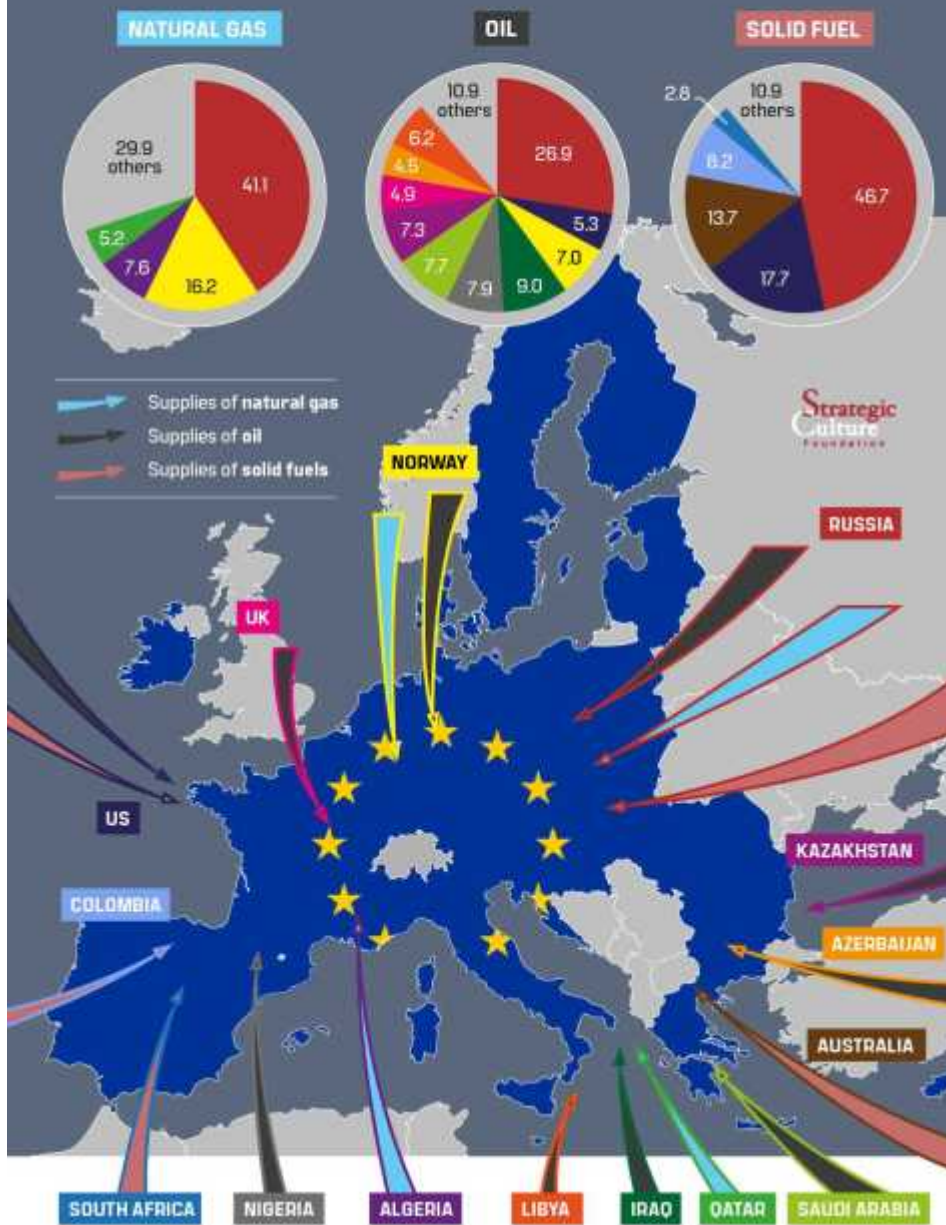 NATURAL GAS
OIL
SOLID FUEL
29.9
others
41.1
5.2
7.6
16.2
10.9
others
6.2
4.5
4.9
7.3
7.7
7.9
9.0
7.0
5.3
26.9
2.8
10.9
others
8.2
13.7
17.7
46.7
Supplies of natural gas
Supplies of oil
Supplies of solid fuels
Strategic
Culture
Foundation
NORWAY
RUSSIA
UK
US
KAZAKHSTAN
COLOMBIA
AZERBAIJAN
AUSTRALIA
SOUTH AFRICA
NIGERIA
ALGERIA
LIBYA
IRAQ
QATAR
SAUDI ARABIA